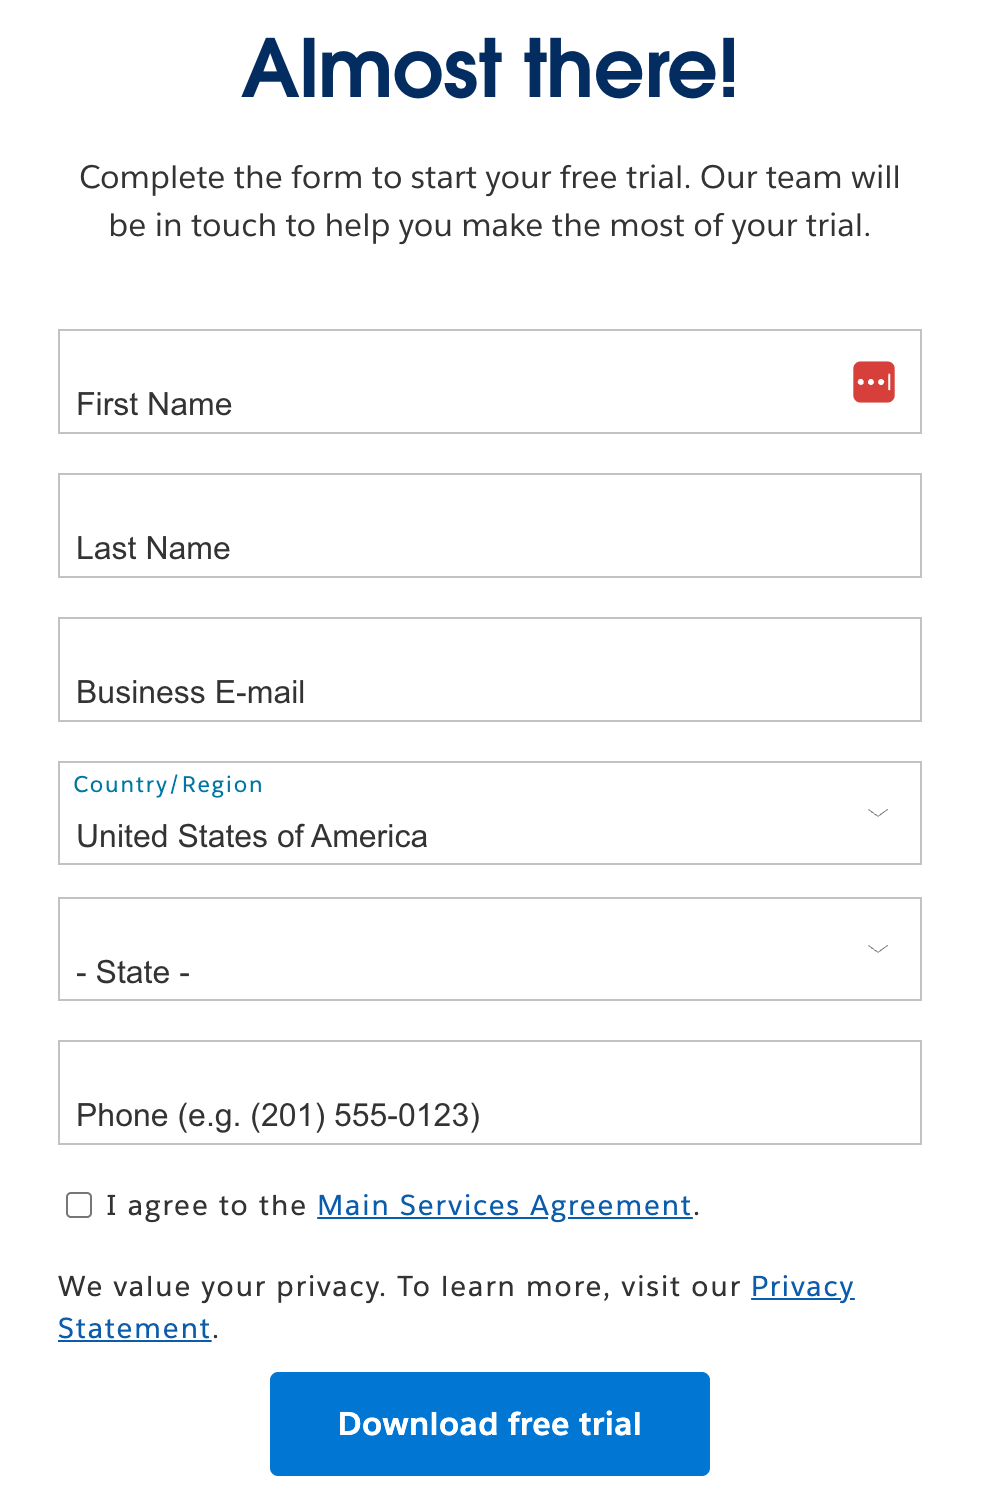 Almost there!
Complete the form to start your free trial. Our team will
be in touch to help you make the most of your trial.
First Name
Last Name
Business E-mail
Country/Region
United States of America
- State -
Phone (e.g. (201) 555-0123)
I agree to the Main Services Agreement.
We value your privacy. To learn more, visit our Privacy
Statement.
Download free trial